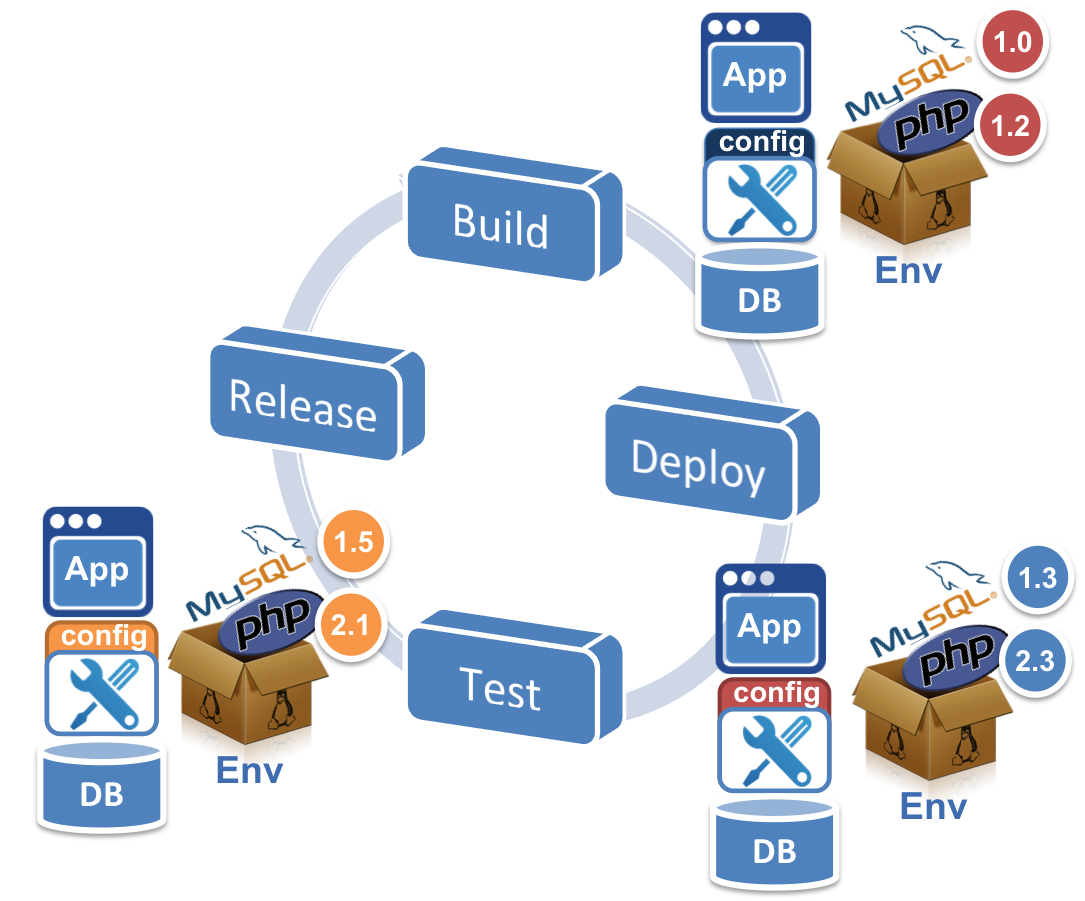 App
config
DB
MySQL®
php
1.0
1.2
Env
Build
Release
Deploy
Test
App
config
DB
MySQL®
php
1.5
2.1
Env
App
config
DB
MySQL®
php
1.3
2.3
Env